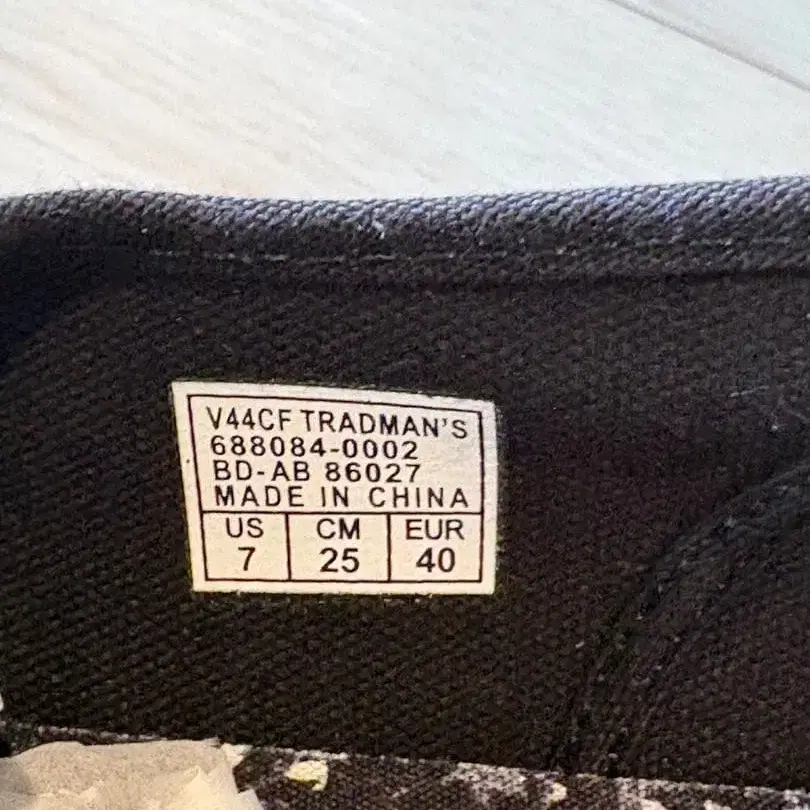 V44CF TRADMAN'S
688084-0002
BD-AB 86027
MADE IN CHINA
US CM EUR
7 25 40